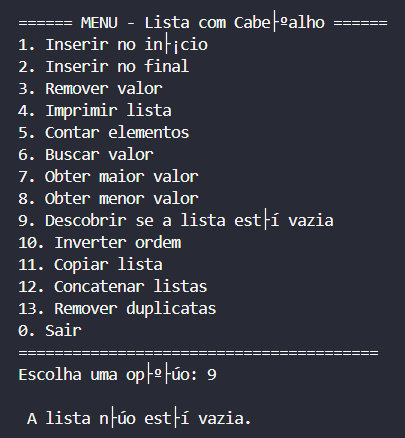 ====== MENU - Lista com Cabe├ºalho ======
1. Inserir no in├¡cio
2. Inserir no final
3. Remover valor
4. Imprimir lista
5. Contar elementos
6. Buscar valor
7. Obter maior valor
8. Obter menor valor
9. Descobrir se a lista est├í vazia
10. Inverter ordem
11. Copiar lista
12. Concatenar listas
13. Remover duplicatas
0. Sair
========================================
Escolha uma op├º├úo: 9
A lista n├úo est├í vazia.